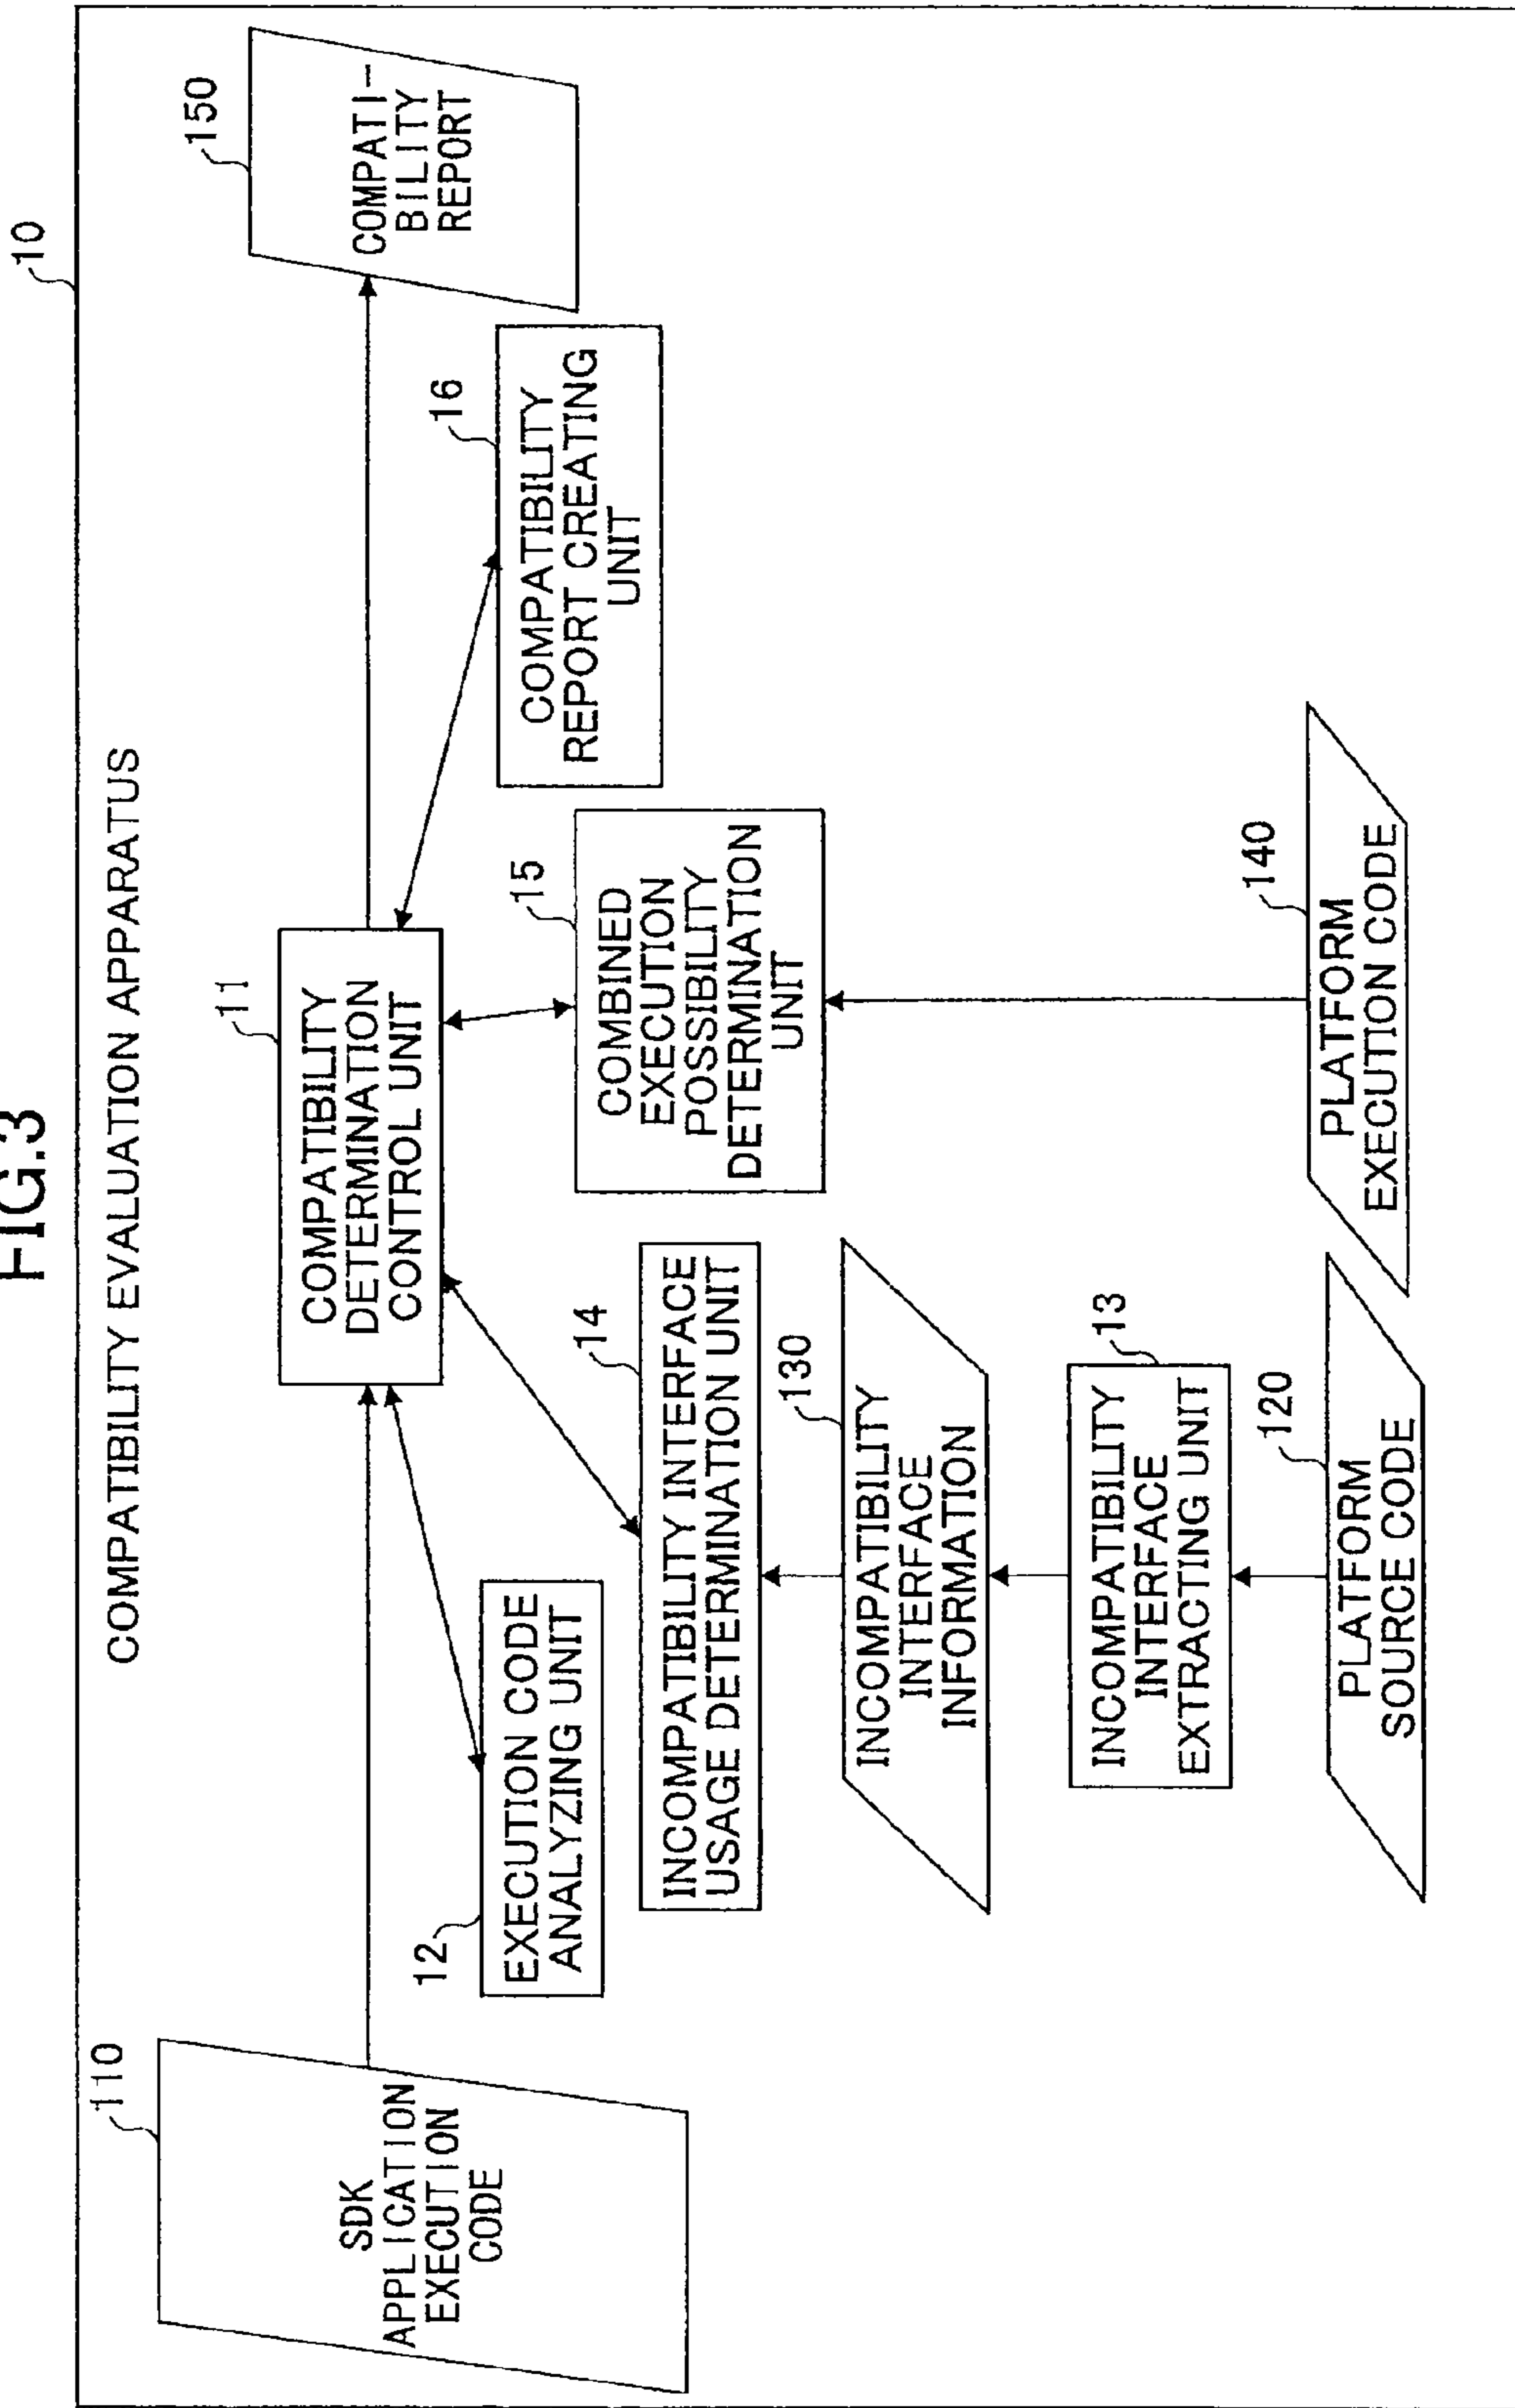 FIG.3
10
COMPATIBILITY EVALUATION APPARATUS
110
SDK
APPLICATION
EXECUTION
CODE
11
COMPATIBILITY
DETERMINATION
CONTROL UNIT
150
COMPATI-
BILITY
REPORT
12
EXECUTION CODE
ANALYZING UNIT
14
INCOMPATIBILITY INTERFACE
USAGE DETERMINATION UNIT
15
COMBINED
EXECUTION
POSSIBILITY
DETERMINATION
UNIT
16
COMPATIBILITY
REPORT CREATING
UNIT
130
INCOMPATIBILITY
INTERFACE
INFORMATION
13
INCOMPATIBILITY
INTERFACE
EXTRACTING UNIT
120
PLATFORM
SOURCE CODE
140
PLATFORM
EXECUTION CODE